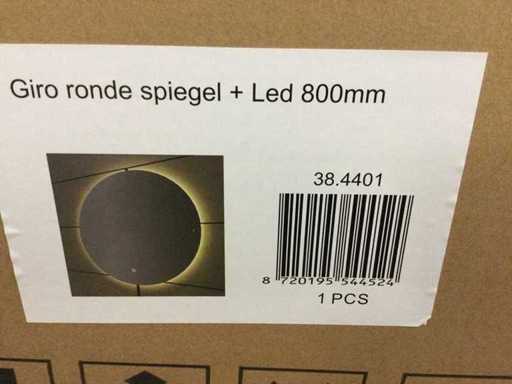 Giro ronde spiegel + Led 800mm
38.4401
8 720195 544524
1 PCS